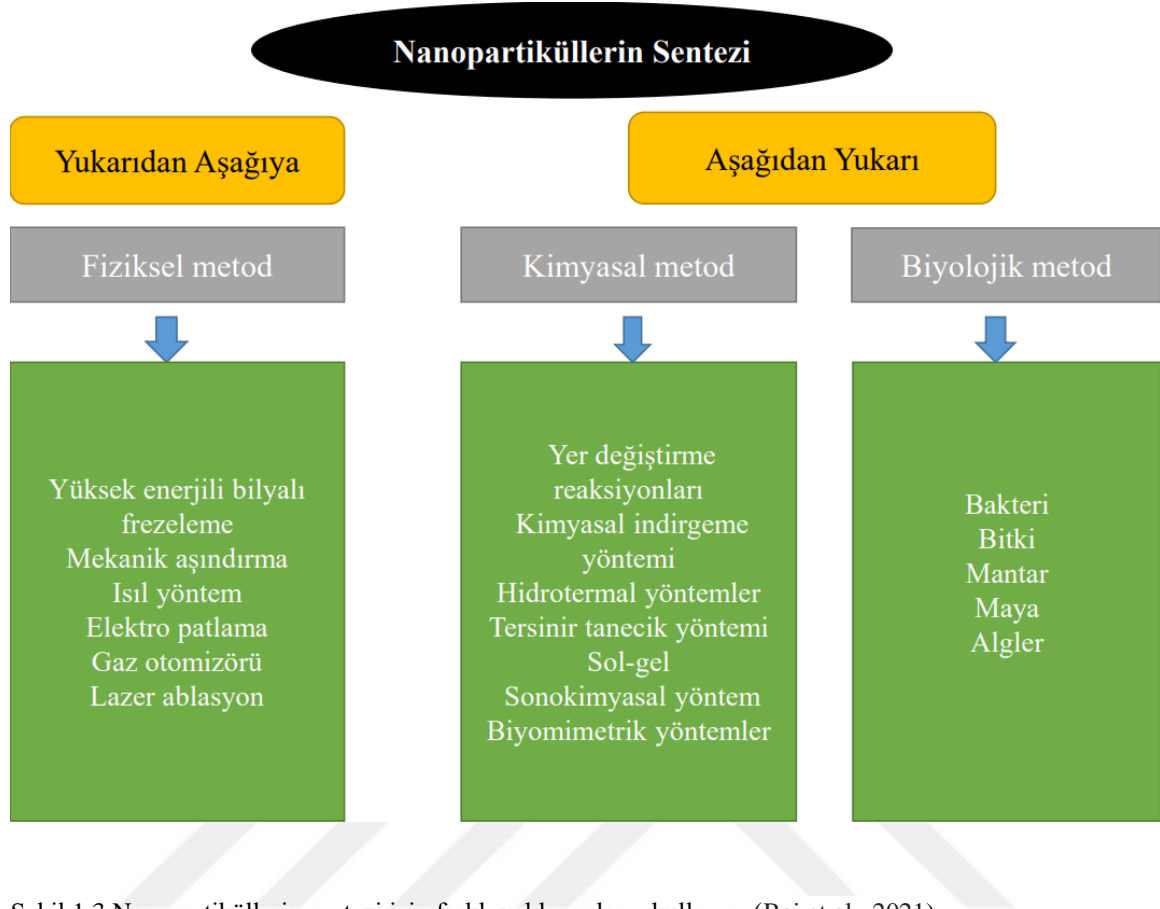 Nanopartiküllerin Sentezi
Yukarıdan Aşağıya
Aşağıdan Yukarı
Fiziksel metod
Kimyasal metod
Biyolojik metod
Yüksek enerjili bilyalı
frezeleme
Mekanik aşındırma
Isıl yöntem
Elektro patlama
Gaz otomizörü
Lazer ablasyon
Yer değiştirme
reaksiyonları
Kimyasal indirgeme
yöntemi
Hidrotermal yöntemler
Tersinir tanecik yöntemi
Sol-gel
Sonokimyasal yöntem
Biyomimetrik yöntemler
Bakteri
Bitki
Mantar
Maya
Algler